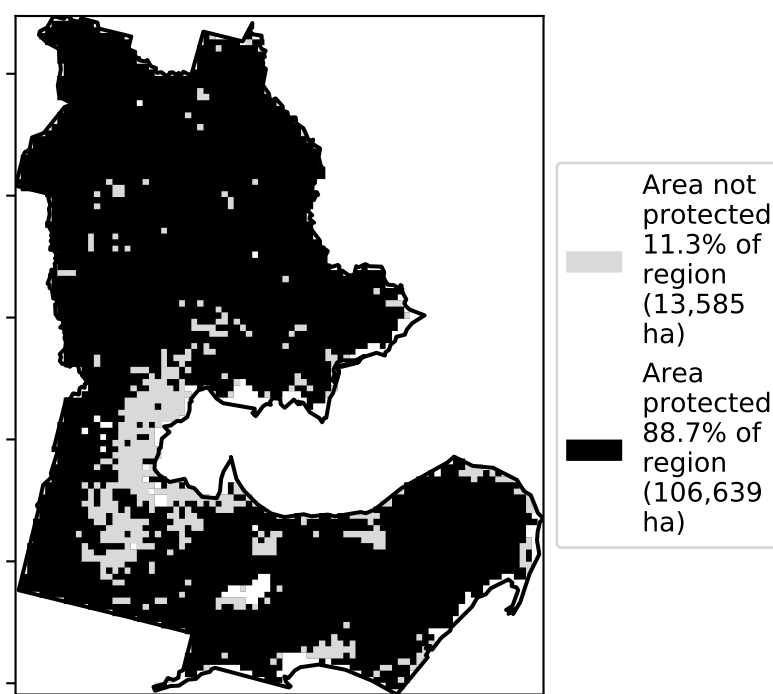 Area not
protected
11.3% of
region
(13,585
ha)
Area
protected
88.7% of
region
(106,639
ha)